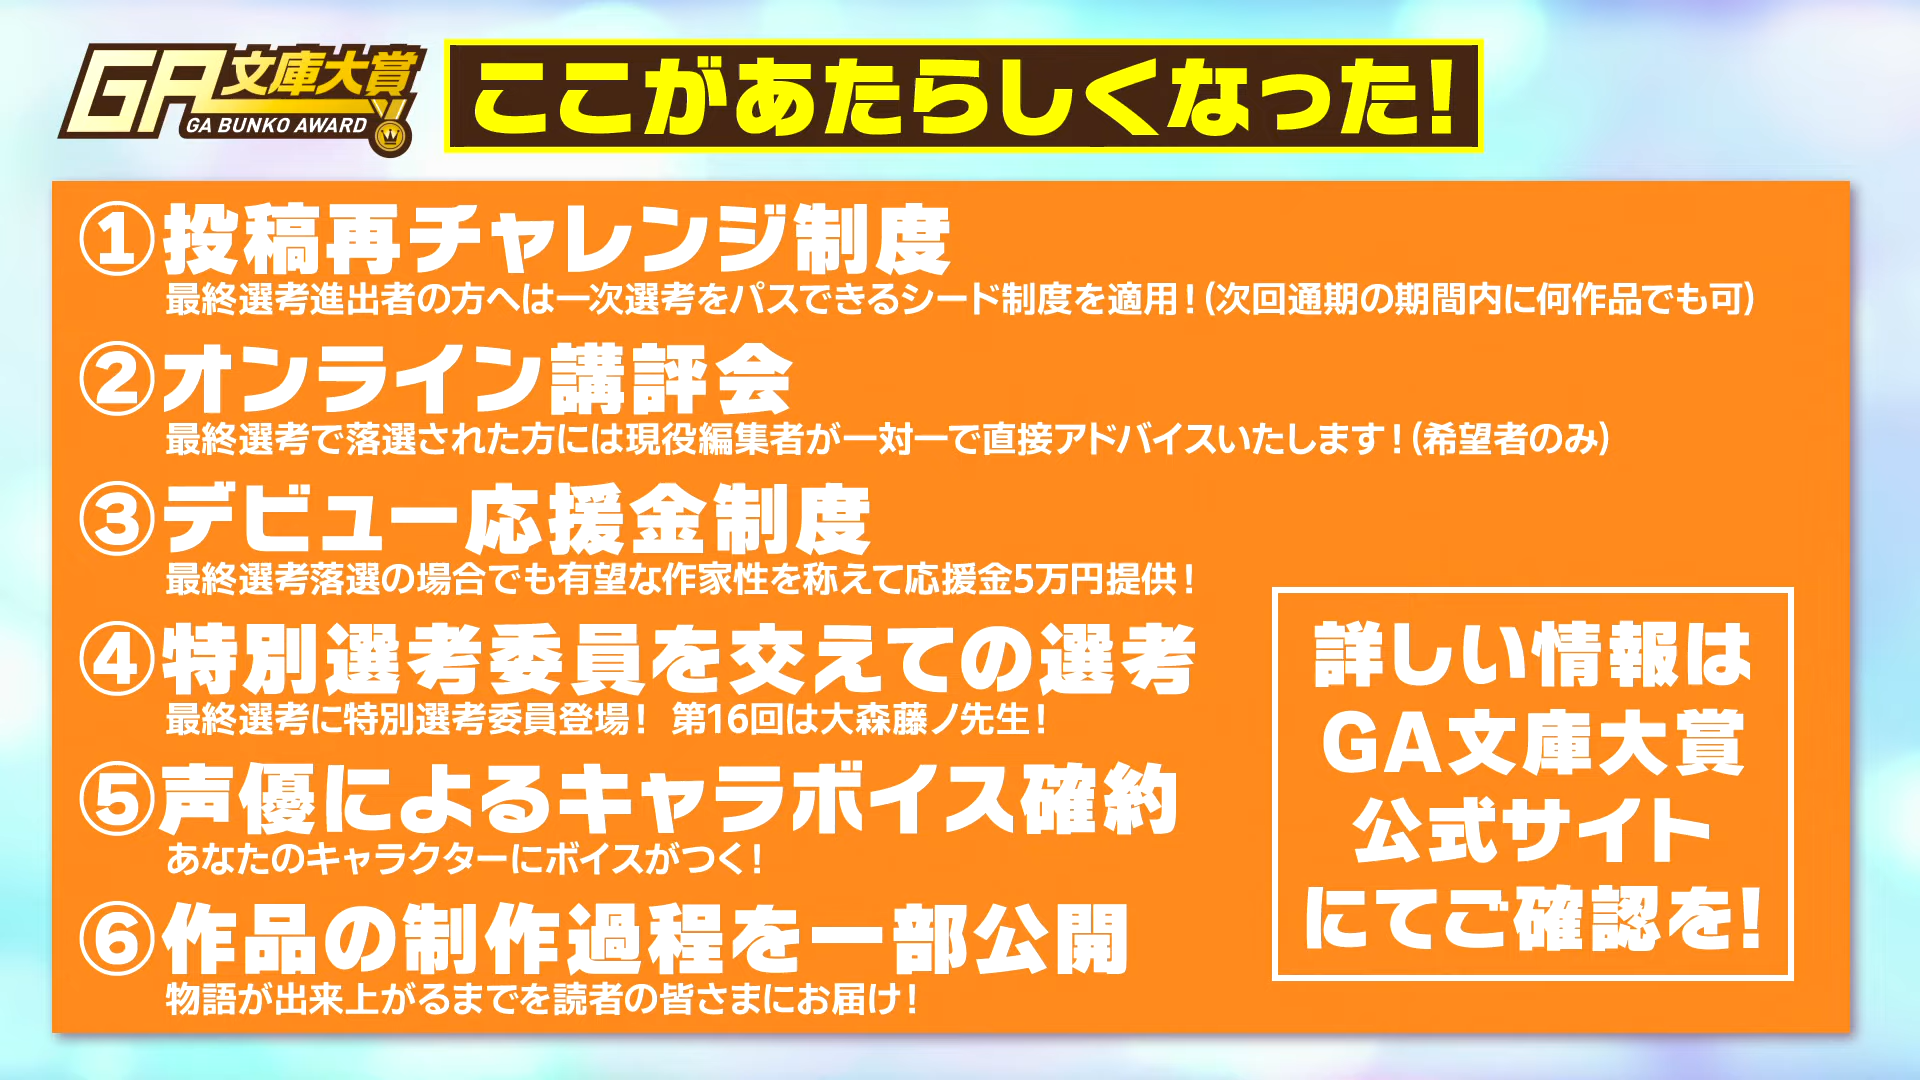 GA文庫大賞
GA BUNKO AWARD
ここがあたらしくなった!
①投稿再チャレンジ制度
最終選考進出者の方へは一次選考をパスできるシード制度を適用!(次回通期の期間内に何作品でも可)
②オンライン講評会
最終選考で落選された方には現役編集者が一対一で直接アドバイスいたします!(希望者のみ)
③デビュー応援金制度
最終選考落選の場合でも有望な作家性を称えて応援金5万円提供!
④特別選考委員を交えての選考
最終選考に特別選考委員登場! 第16回は大森藤ノ先生!
⑤声優によるキャラボイス確約
あなたのキャラクターにボイスがつく!
⑥作品の制作過程を一部公開
物語が出来上がるまでを読者の皆さまにお届け!
詳しい情報は
GA文庫大賞
公式サイト
にてご確認を!